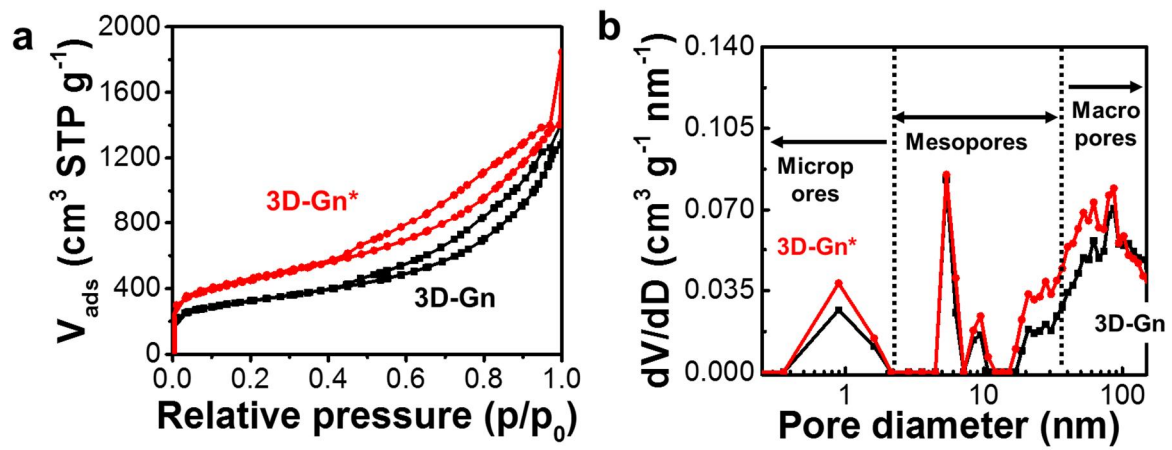 a
2000
1600
1200
800
400
0
V_ads (cm³ STP g⁻¹)
3D-Gn*
3D-Gn
0.0 0.2 0.4 0.6 0.8 1.0
Relative pressure (p/p₀)
b
0.140
0.105
0.070
0.035
0.000
dV/dD (cm³ g⁻¹ nm⁻¹)
Microp
ores
Mesopores
Macro
pores
3D-Gn*
3D-Gn
1 10 100
Pore diameter (nm)